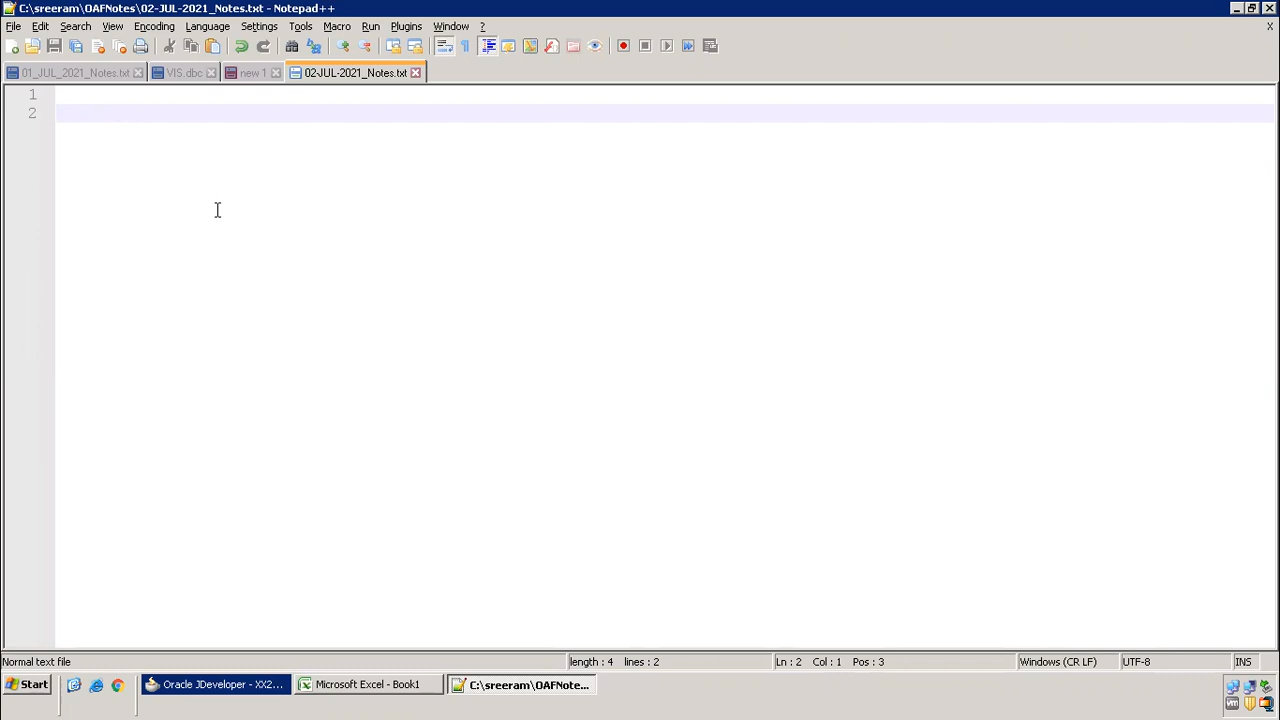 C:\sreeram\OAFNotes\02-JUL-2021_Notes.txt - Notepad++
File Edit Search View Encoding Language Settings Tools Macro Run Plugins Window ? X
01_JUL_2021_Notes.txt VIS.dbc new 1 02-JUL-2021_Notes.txt
1
2
Normal text file length : 4 lines : 2 Ln : 2 Col : 1 Pos : 3 Windows (CR LF) UTF-8 INS
Start Oracle JDeveloper - XX2... Microsoft Excel - Book1 C:\sreeram\OAFNote...